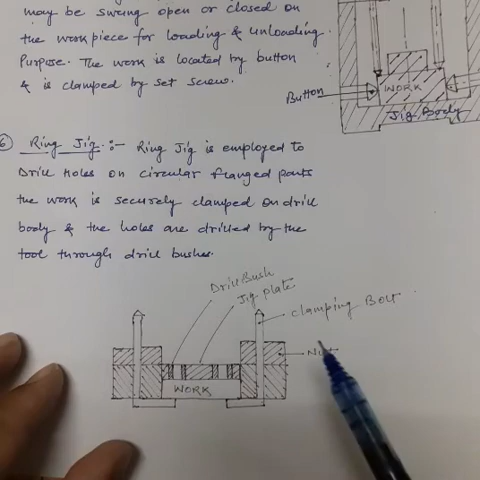 may be swung open or closed on
the workpiece for loading & unloading
Purpose. The work is located by button
& is clamped by set screw.
WORK
Button
Jig Body
6 Ring Jig :- Ring Jig is employed to
Drill Holes on circular flanged parts
the work is securely clamped on drill
body & the holes are drilled by the
tool through drill bushes.
Drill Bush
Jig Plate
Clamping Bolt
WORK